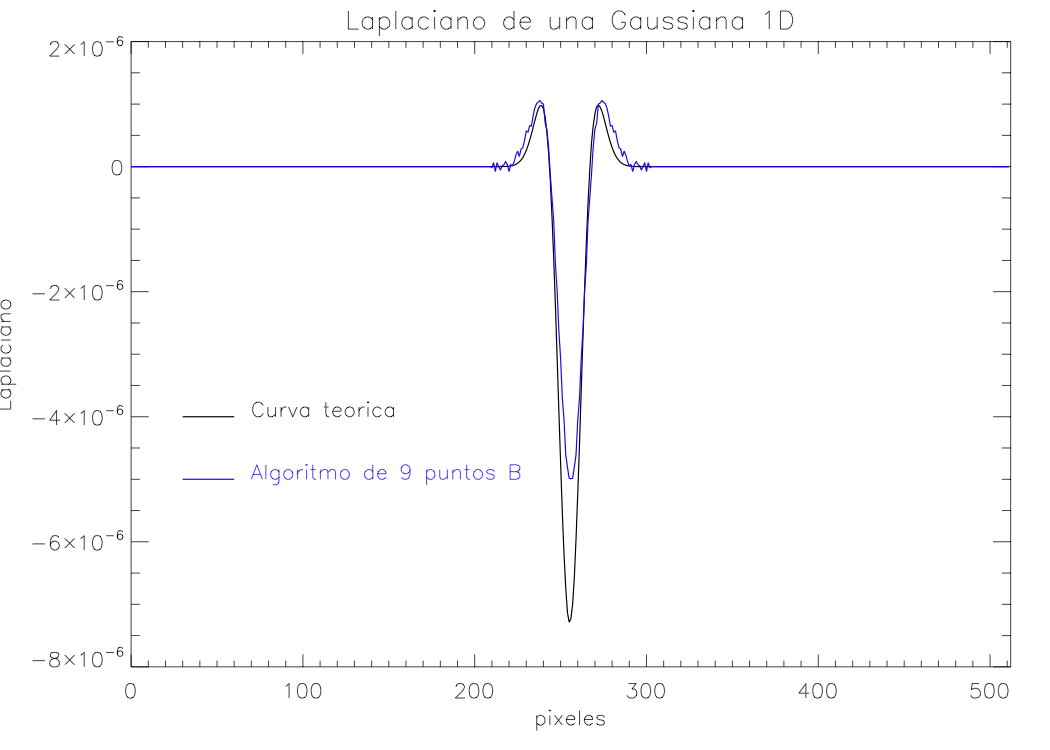 Laplaciano de una Gaussiana 1D
2×10⁻⁶
0
−2×10⁻⁶
−4×10⁻⁶
−6×10⁻⁶
−8×10⁻⁶
Laplaciano
Curva teorica
Algoritmo de 9 puntos B
0 100 200 300 400 500
pixeles